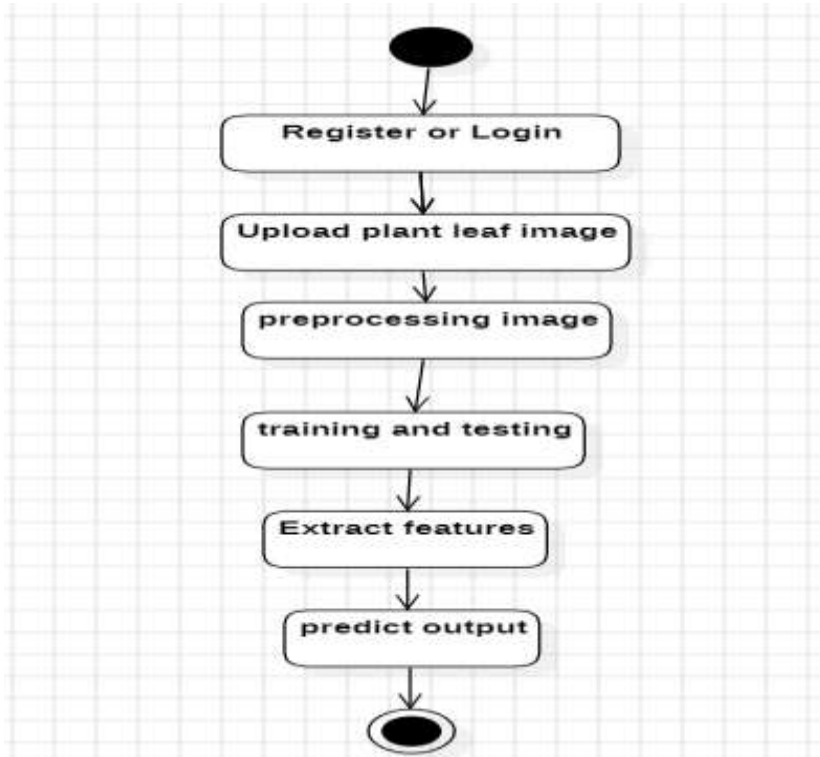 Register or Login
Upload plant leaf image
preprocessing image
training and testing
Extract features
predict output